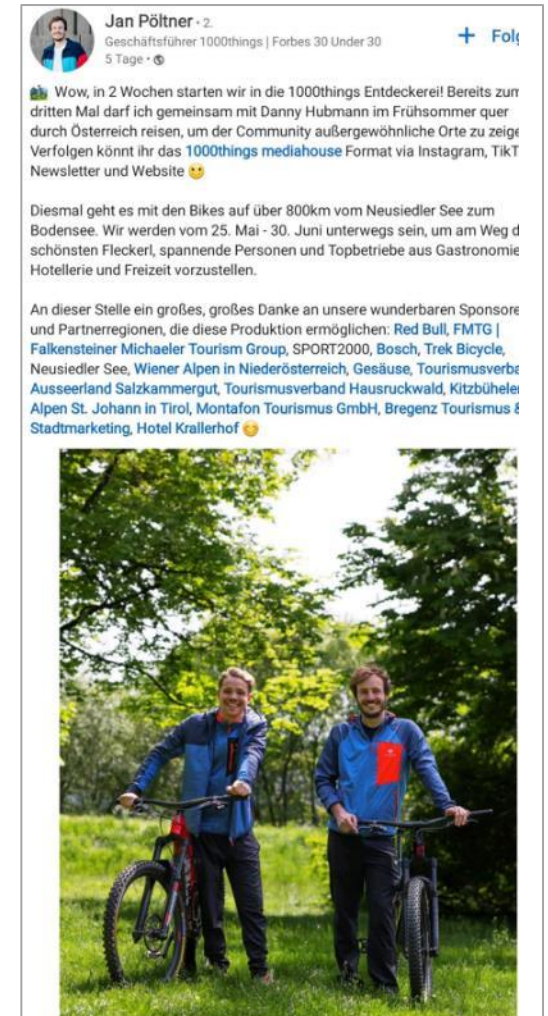 Jan Pöltner • 2.
Geschäftsführer 1000things | Forbes 30 Under 30
5 Tage •
+ Folg
Wow, in 2 Wochen starten wir in die 1000things Entdeckerei! Bereits zum
dritten Mal darf ich gemeinsam mit Danny Hubmann im Frühsommer quer
durch Österreich reisen, um der Community außergewöhnliche Orte zu zeige
Verfolgen könnt ihr das 1000things mediahouse Format via Instagram, TikT
Newsletter und Website 🙂
Diesmal geht es mit den Bikes auf über 800km vom Neusiedler See zum
Bodensee. Wir werden vom 25. Mai - 30. Juni unterwegs sein, um am Weg d
schönsten Fleckerl, spannende Personen und Topbetriebe aus Gastronomie
Hotellerie und Freizeit vorzustellen.
An dieser Stelle ein großes, großes Danke an unsere wunderbaren Sponsore
und Partnerregionen, die diese Produktion ermöglichen: Red Bull, FMTG |
Falkensteiner Michaeler Tourism Group, SPORT2000, Bosch, Trek Bicycle,
Neusiedler See, Wiener Alpen in Niederösterreich, Gesäuse, Tourismusverba
Ausseerland Salzkammergut, Tourismusverband Hausruckwald, Kitzbüheler
Alpen St. Johann in Tirol, Montafon Tourismus GmbH, Bregenz Tourismus &
Stadtmarketing, Hotel Krallerhof 😊